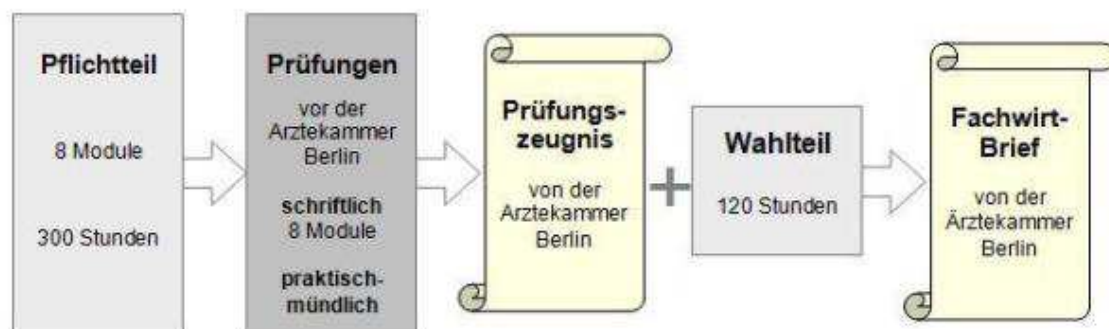 Pflichtteil
8 Module
300 Stunden
Prüfungen
vor der
Arztekammer
Berlin
schriftlich
8 Module
praktisch-
mündlich
Prüfungs-
zeugnis
von der
Arztekammer
Berlin
+
Wahlteil
120 Stunden
Fachwirt-
Brief
von der
Ärztekammer
Berlin